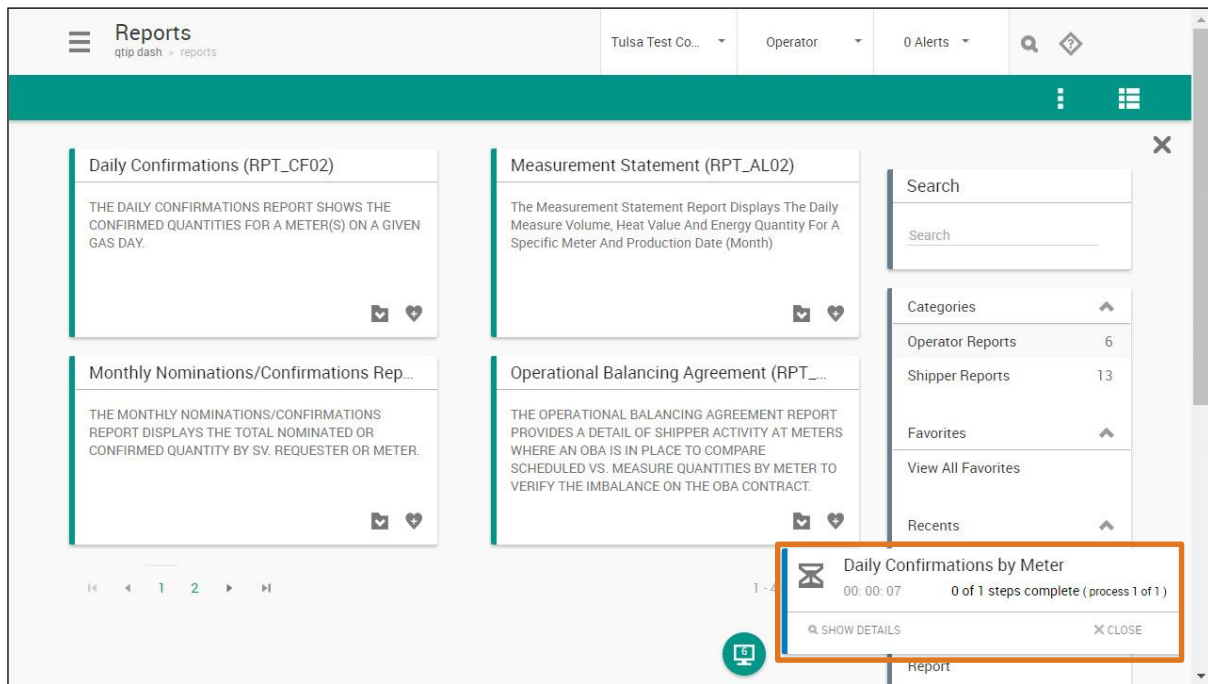 Reports
qtip dash » reports
Tulsa Test Co...
Operator
0 Alerts
Daily Confirmations (RPT_CF02)
THE DAILY CONFIRMATIONS REPORT SHOWS THE
CONFIRMED QUANTITIES FOR A METER(S) ON A GIVEN
GAS DAY.
Measurement Statement (RPT_AL02)
The Measurement Statement Report Displays The Daily
Measure Volume, Heat Value And Energy Quantity For A
Specific Meter And Production Date (Month)
Monthly Nominations/Confirmations Rep...
THE MONTHLY NOMINATIONS/CONFIRMATIONS
REPORT DISPLAYS THE TOTAL NOMINATED OR
CONFIRMED QUANTITY BY SV. REQUESTER OR METER.
Operational Balancing Agreement (RPT_...
THE OPERATIONAL BALANCING AGREEMENT REPORT
PROVIDES A DETAIL OF SHIPPER ACTIVITY AT METERS
WHERE AN OBA IS IN PLACE TO COMPARE
SCHEDULED VS. MEASURE QUANTITIES BY METER TO
VERIFY THE IMBALANCE ON THE OBA CONTRACT.
1 2
1 - 4
6
Search
Search
Categories
Operator Reports 6
Shipper Reports 13
Favorites
View All Favorites
Recents
Daily Confirmations by Meter
00: 00: 07 0 of 1 steps complete ( process 1 of 1 )
SHOW DETAILS
CLOSE
Report